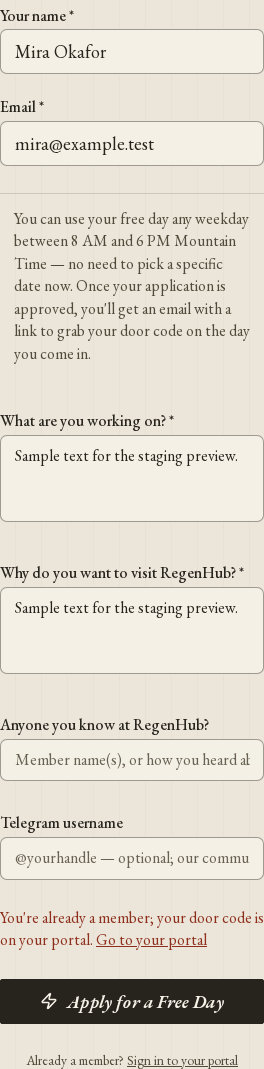 Your name *
Mira Okafor
Email *
mira@example.test
You can use your free day any weekday
between 8 AM and 6 PM Mountain
Time — no need to pick a specific
date now. Once your application is
approved, you'll get an email with a
link to grab your door code on the day
you come in.
What are you working on? *
Sample text for the staging preview.
Why do you want to visit RegenHub? *
Sample text for the staging preview.
Anyone you know at RegenHub?
Member name(s), or how you heard
Telegram username
@yourhandle — optional; our commu
You're already a member; your door code is
on your portal. Go to your portal
Apply for a Free Day
Already a member? Sign in to your portal